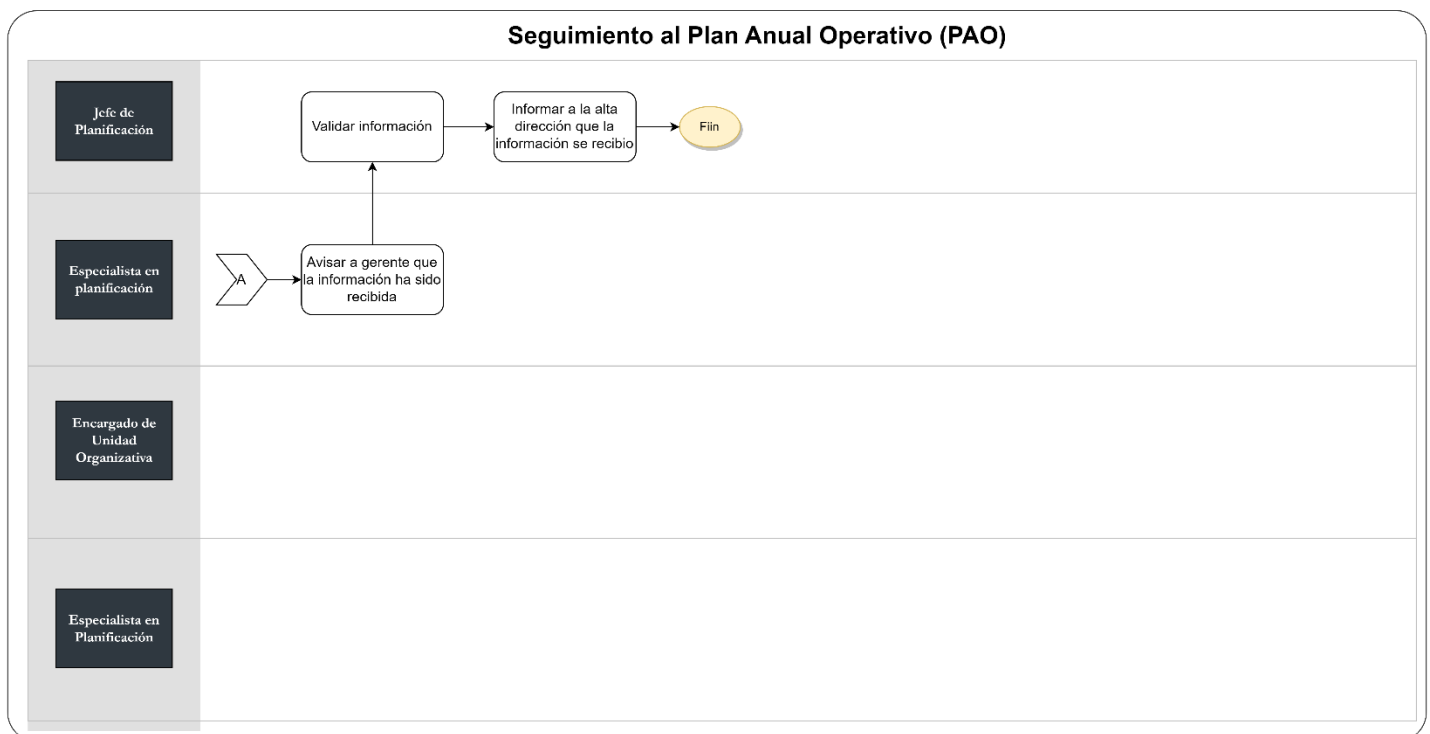 Seguimiento al Plan Anual Operativo (PAO)
Jefe de
Planificación
Validar información
Informar a la alta
dirección que la
información se recibio
Fiin
Especialista en
planificación
A
Avisar a gerente que
la información ha sido
recibida
Encargado de
Unidad
Organizativa
Especialista en
Planificación